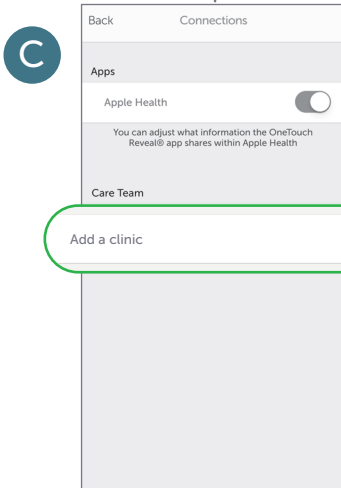 Back Connections
C
Apps
Apple Health
You can adjust what information the OneTouch
Reveal® app shares within Apple Health
Care Team
Add a clinic